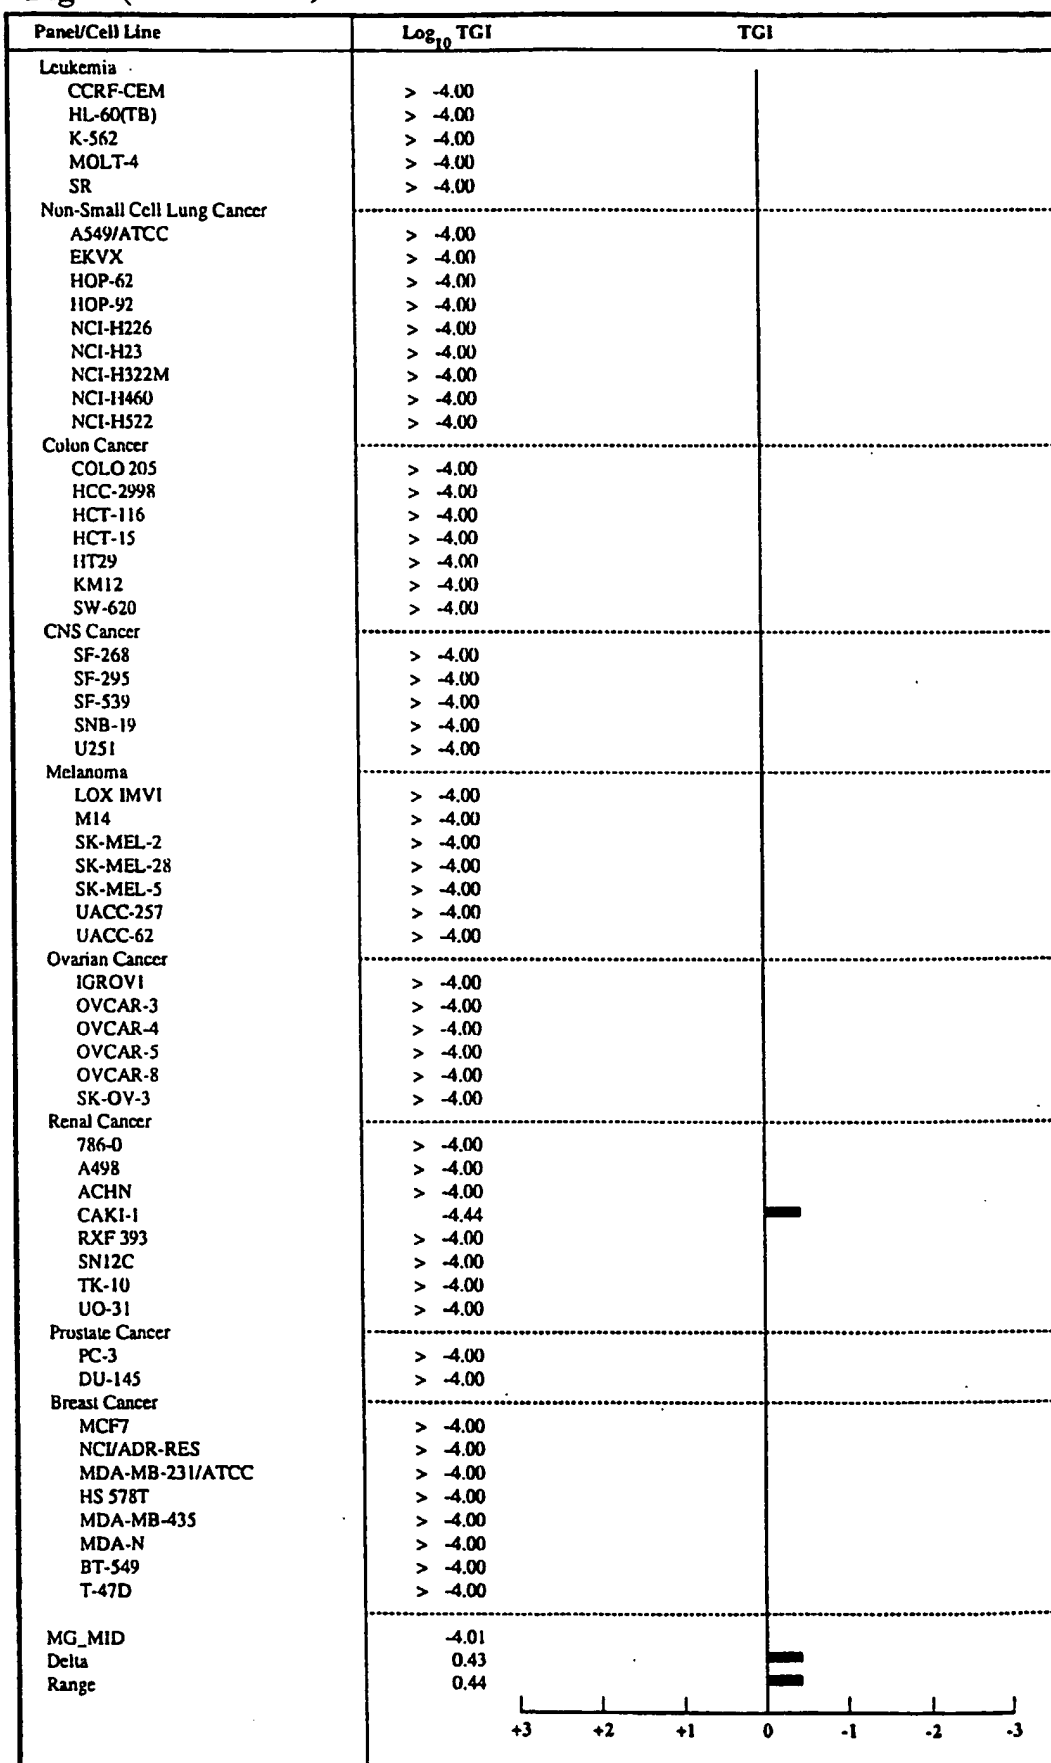 Panel/Cell Line Log10 TGI TGI
Leukemia
CCRF-CEM > -4.00
HL-60(TB) > -4.00
K-562 > -4.00
MOLT-4 > -4.00
SR > -4.00
Non-Small Cell Lung Cancer
A549/ATCC > -4.00
EKVX > -4.00
HOP-62 > -4.00
HOP-92 > -4.00
NCI-H226 > -4.00
NCI-H23 > -4.00
NCI-H322M > -4.00
NCI-H460 > -4.00
NCI-H522 > -4.00
Colon Cancer
COLO 205 > -4.00
HCC-2998 > -4.00
HCT-116 > -4.00
HCT-15 > -4.00
HT29 > -4.00
KM12 > -4.00
SW-620 > -4.00
CNS Cancer
SF-268 > -4.00
SF-295 > -4.00
SF-539 > -4.00
SNB-19 > -4.00
U251 > -4.00
Melanoma
LOX IMVI > -4.00
M14 > -4.00
SK-MEL-2 > -4.00
SK-MEL-28 > -4.00
SK-MEL-5 > -4.00
UACC-257 > -4.00
UACC-62 > -4.00
Ovarian Cancer
IGROV1 > -4.00
OVCAR-3 > -4.00
OVCAR-4 > -4.00
OVCAR-5 > -4.00
OVCAR-8 > -4.00
SK-OV-3 > -4.00
Renal Cancer
786-0 > -4.00
A498 > -4.00
ACHN > -4.00
CAKI-1 -4.44
RXF 393 > -4.00
SN12C > -4.00
TK-10 > -4.00
UO-31 > -4.00
Prostate Cancer
PC-3 > -4.00
DU-145 > -4.00
Breast Cancer
MCF7 > -4.00
NCI/ADR-RES > -4.00
MDA-MB-231/ATCC > -4.00
HS 578T > -4.00
MDA-MB-435 > -4.00
MDA-N > -4.00
BT-549 > -4.00
T-47D > -4.00
MG_MID -4.01
Delta 0.43
Range 0.44
+3 +2 +1 0 -1 -2 -3